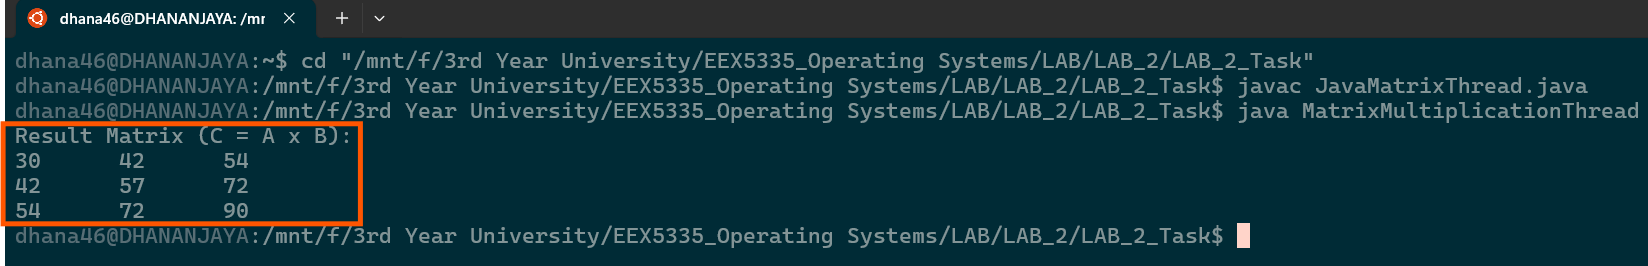 dhana46@DHANANJAYA: /mnt
dhana46@DHANANJAYA:~$ cd "/mnt/f/3rd Year University/EEX5335_Operating Systems/LAB/LAB_2/LAB_2_Task"
dhana46@DHANANJAYA:/mnt/f/3rd Year University/EEX5335_Operating Systems/LAB/LAB_2/LAB_2_Task$ javac JavaMatrixThread.java
dhana46@DHANANJAYA:/mnt/f/3rd Year University/EEX5335_Operating Systems/LAB/LAB_2/LAB_2_Task$ java MatrixMultiplicationThread
Result Matrix (C = A x B):
30 42 54
42 57 72
54 72 90
dhana46@DHANANJAYA:/mnt/f/3rd Year University/EEX5335_Operating Systems/LAB/LAB_2/LAB_2_Task$